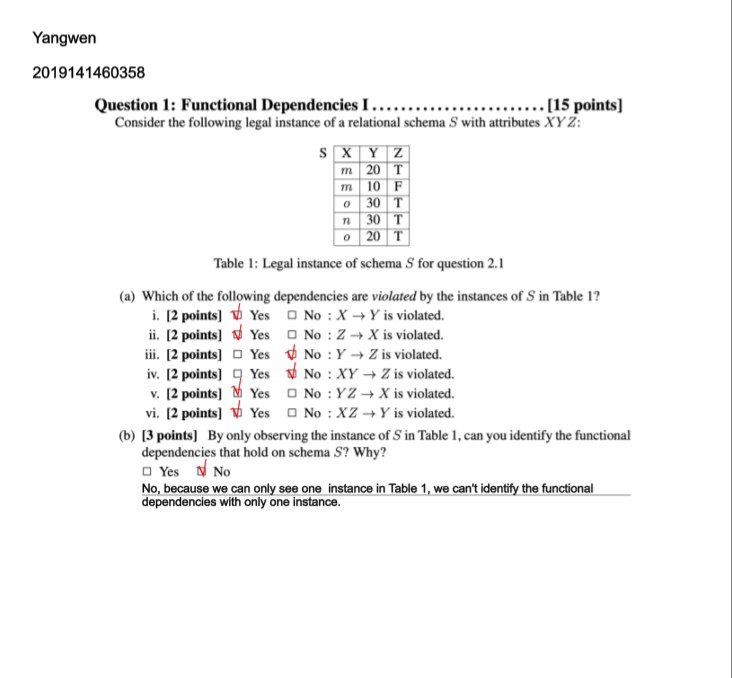 Yangwen
2019141460358
Question 1: Functional Dependencies I........................[15 points]
Consider the following legal instance of a relational schema S with attributes XYZ:
S X Y Z
m 20 T
m 10 F
o 30 T
n 30 T
o 20 T
Table 1: Legal instance of schema S for question 2.1
(a) Which of the following dependencies are violated by the instances of S in Table 1?
i. [2 points] ☑ Yes □ No : X → Y is violated.
ii. [2 points] ☑ Yes □ No : Z → X is violated.
iii. [2 points] □ Yes ☑ No : Y → Z is violated.
iv. [2 points] □ Yes ☑ No : XY → Z is violated.
v. [2 points] ☑ Yes □ No : YZ → X is violated.
vi. [2 points] ☑ Yes □ No : XZ → Y is violated.
(b) [3 points] By only observing the instance of S in Table 1, can you identify the functional
dependencies that hold on schema S? Why?
□ Yes ☑ No
No, because we can only see one instance in Table 1, we can't identify the functional
dependencies with only one instance.